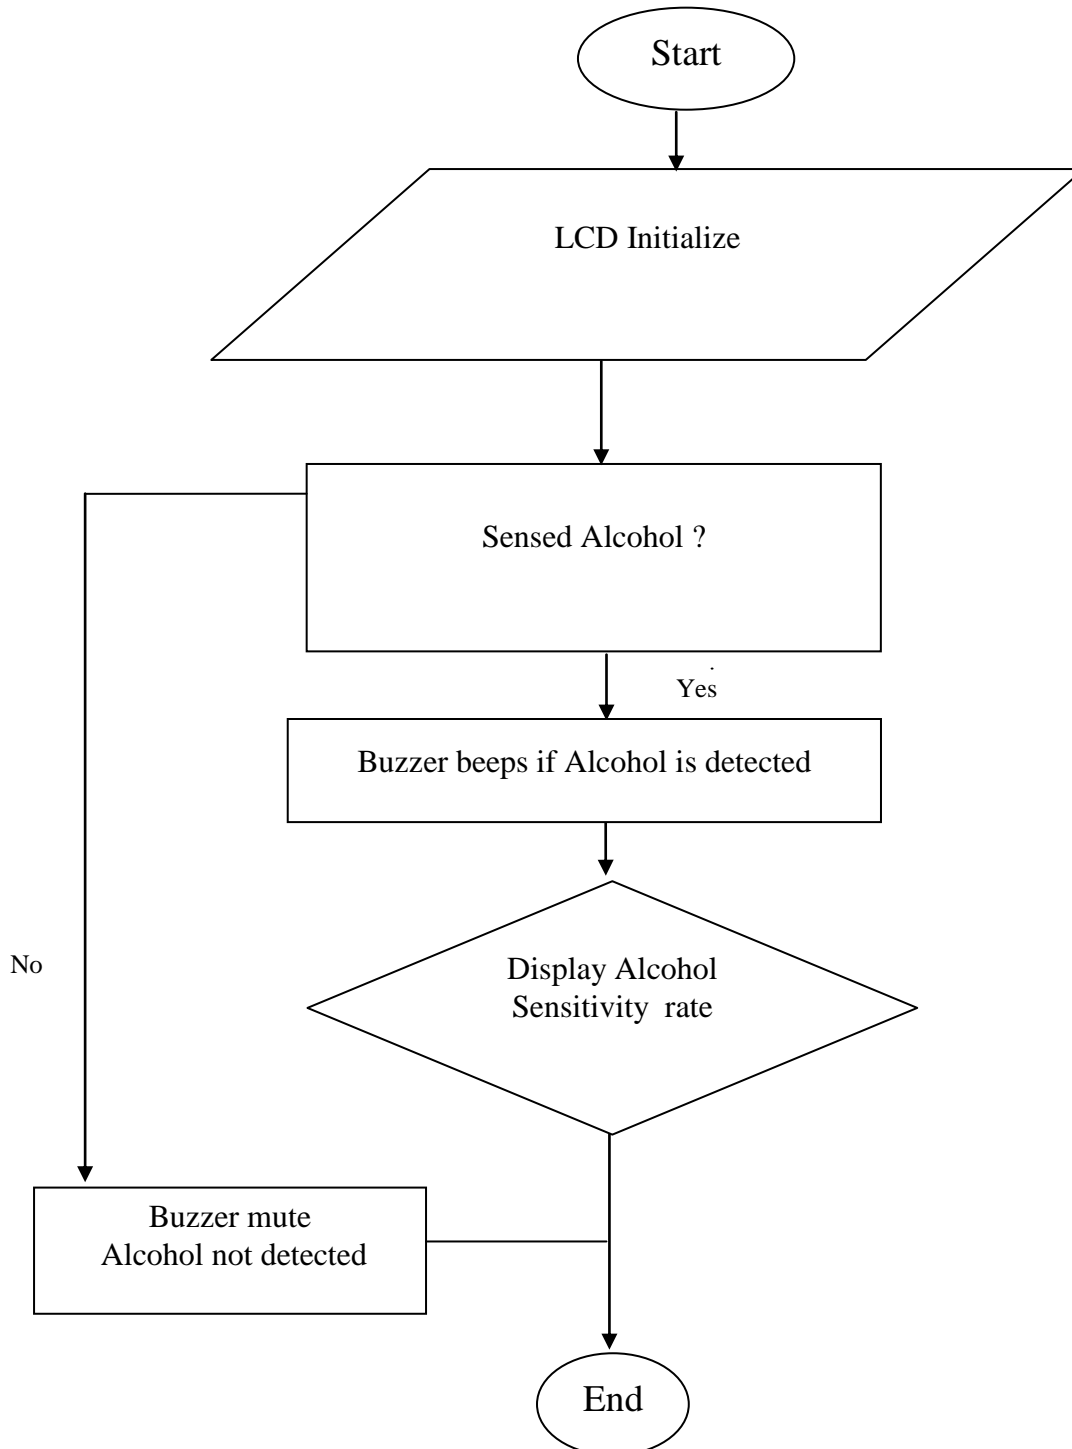 Start
LCD Initialize
Sensed Alcohol ?
Yes
Buzzer beeps if Alcohol is detected
Display Alcohol
Sensitivity rate
No
Buzzer mute
Alcohol not detected
End